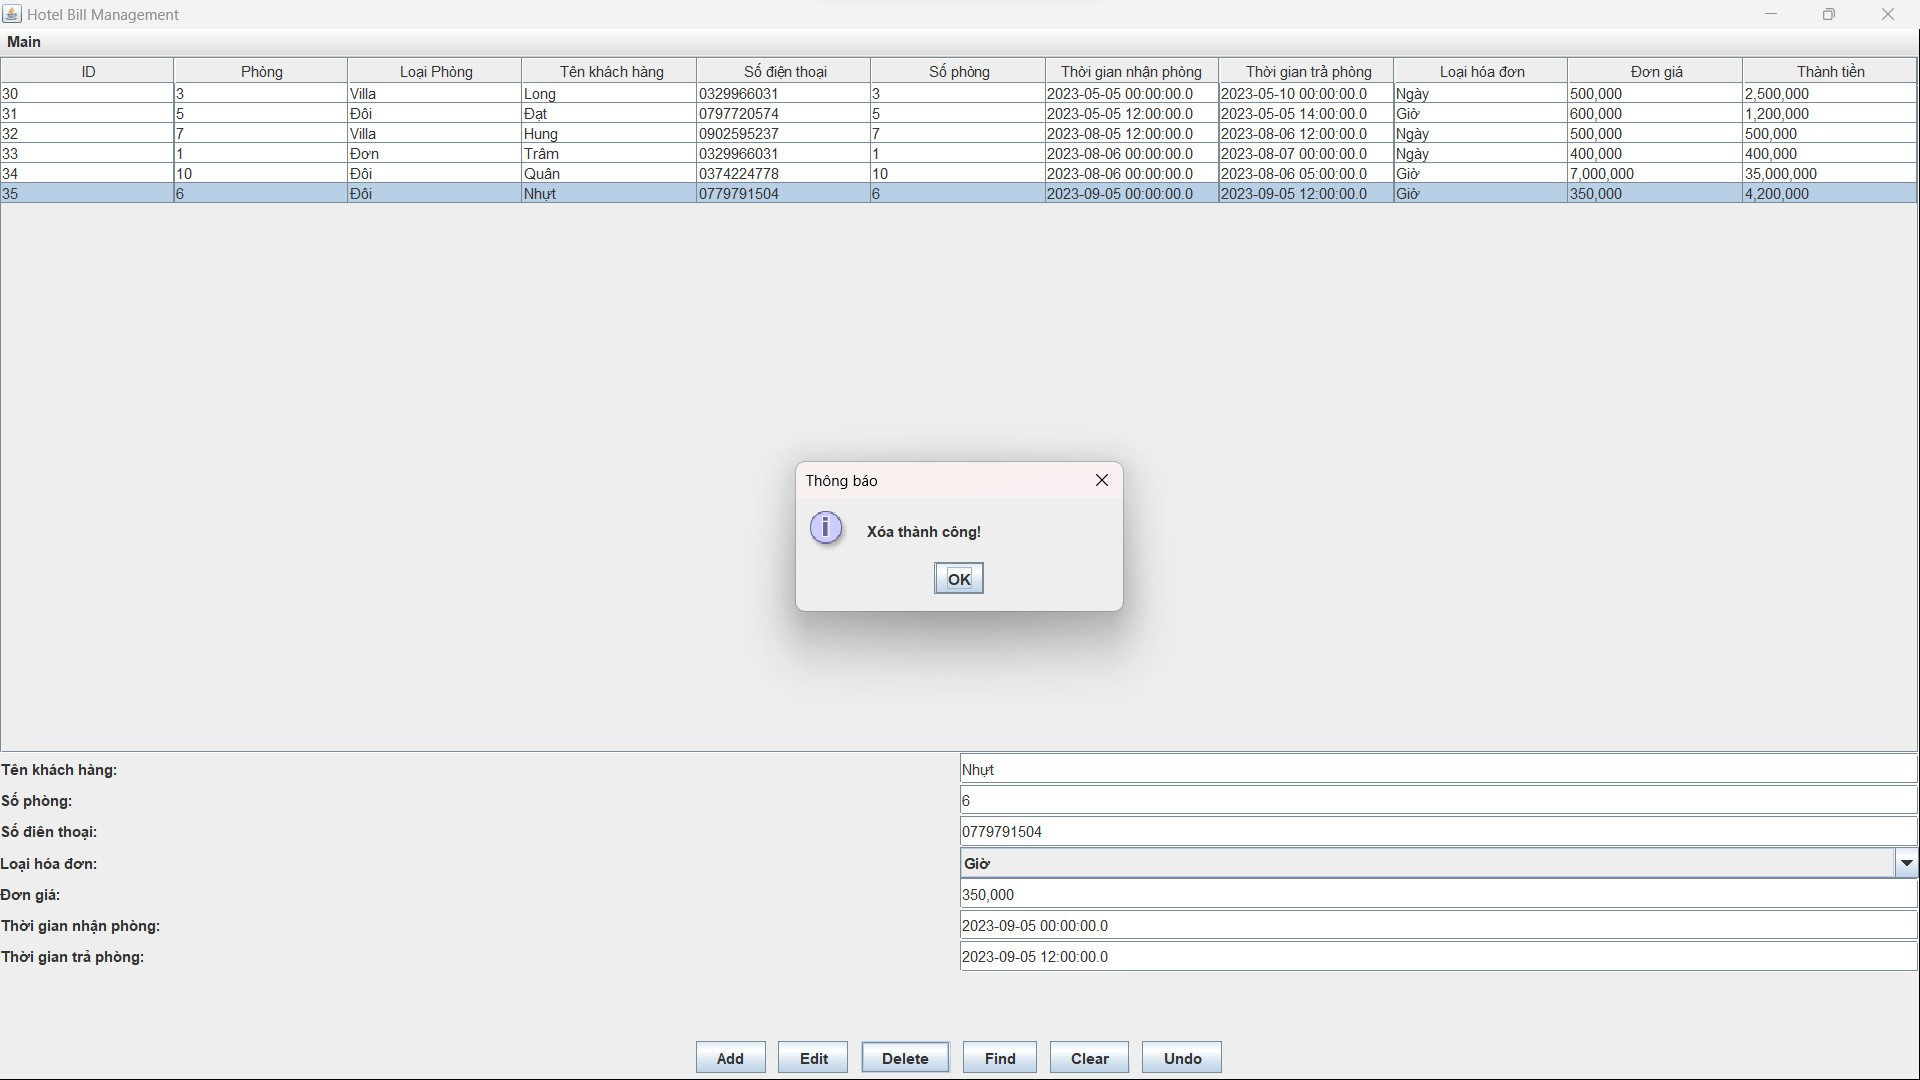 Hotel Bill Management
Main
ID Phòng Loại Phòng Tên khách hàng Số điện thoại Số phòng Thời gian nhận phòng Thời gian trả phòng Loại hóa đơn Đơn giá Thành tiền
30 3 Villa Long 0329966031 3 2023-05-05 00:00:00.0 2023-05-10 00:00:00.0 Ngày 500,000 2,500,000
31 5 Đôi Đạt 0797720574 5 2023-05-05 12:00:00.0 2023-05-05 14:00:00.0 Giờ 600,000 1,200,000
32 7 Villa Hung 0902595237 7 2023-08-05 12:00:00.0 2023-08-06 12:00:00.0 Ngày 500,000 500,000
33 1 Đơn Trâm 0329966031 1 2023-08-06 00:00:00.0 2023-08-07 00:00:00.0 Ngày 400,000 400,000
34 10 Đôi Quân 0374224778 10 2023-08-06 00:00:00.0 2023-08-06 05:00:00.0 Giờ 7,000,000 35,000,000
35 6 Đôi Nhựt 0779791504 6 2023-09-05 00:00:00.0 2023-09-05 12:00:00.0 Giờ 350,000 4,200,000
Thông báo
Xóa thành công!
OK
Tên khách hàng: Nhựt
Số phòng: 6
Số điên thoại: 0779791504
Loại hóa đơn: Giờ
Đơn giá: 350,000
Thời gian nhận phòng: 2023-09-05 00:00:00.0
Thời gian trả phòng: 2023-09-05 12:00:00.0
Add Edit Delete Find Clear Undo